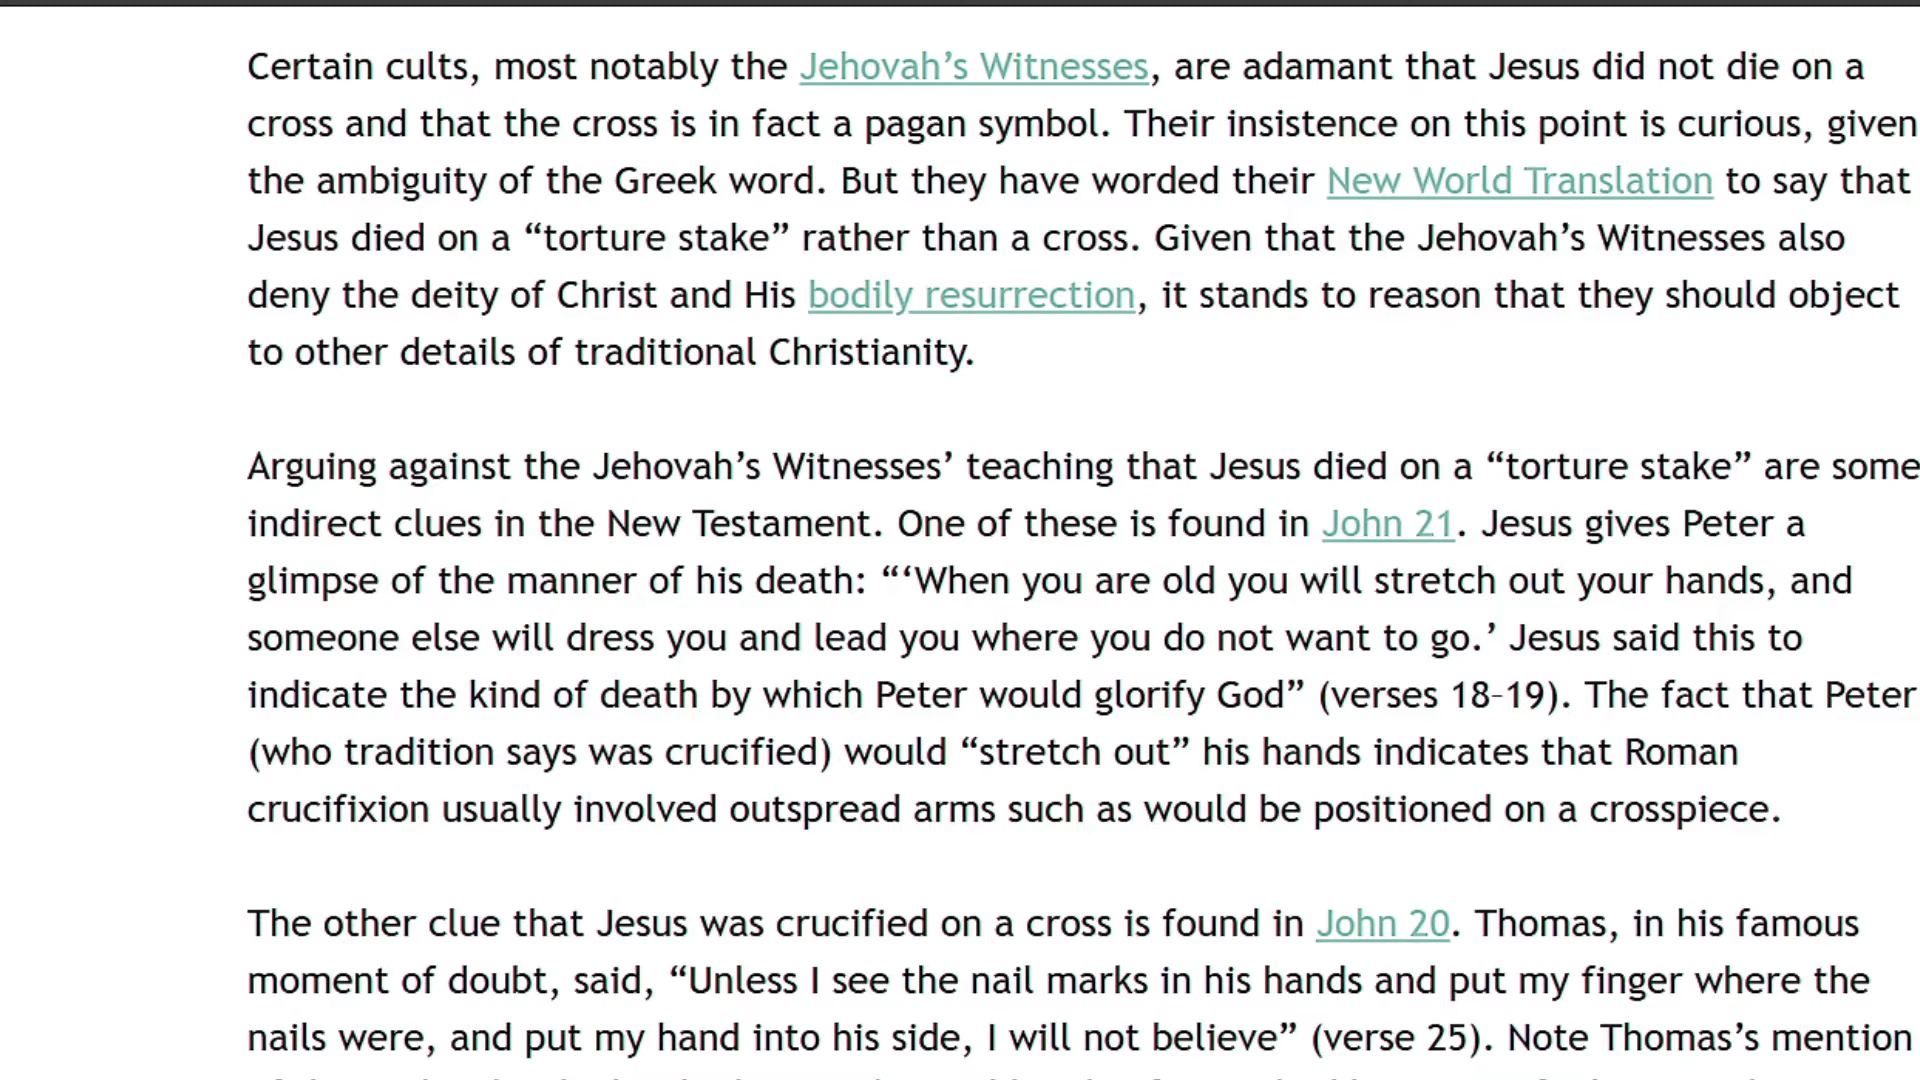 Certain cults, most notably the Jehovah’s Witnesses, are adamant that Jesus did not die on a
cross and that the cross is in fact a pagan symbol. Their insistence on this point is curious, given
the ambiguity of the Greek word. But they have worded their New World Translation to say that
Jesus died on a “torture stake” rather than a cross. Given that the Jehovah’s Witnesses also
deny the deity of Christ and His bodily resurrection, it stands to reason that they should object
to other details of traditional Christianity.
Arguing against the Jehovah’s Witnesses’ teaching that Jesus died on a “torture stake” are some
indirect clues in the New Testament. One of these is found in John 21. Jesus gives Peter a
glimpse of the manner of his death: “‘When you are old you will stretch out your hands, and
someone else will dress you and lead you where you do not want to go.’ Jesus said this to
indicate the kind of death by which Peter would glorify God” (verses 18–19). The fact that Peter
(who tradition says was crucified) would “stretch out” his hands indicates that Roman
crucifixion usually involved outspread arms such as would be positioned on a crosspiece.
The other clue that Jesus was crucified on a cross is found in John 20. Thomas, in his famous
moment of doubt, said, “Unless I see the nail marks in his hands and put my finger where the
nails were, and put my hand into his side, I will not believe” (verse 25). Note Thomas’s mention